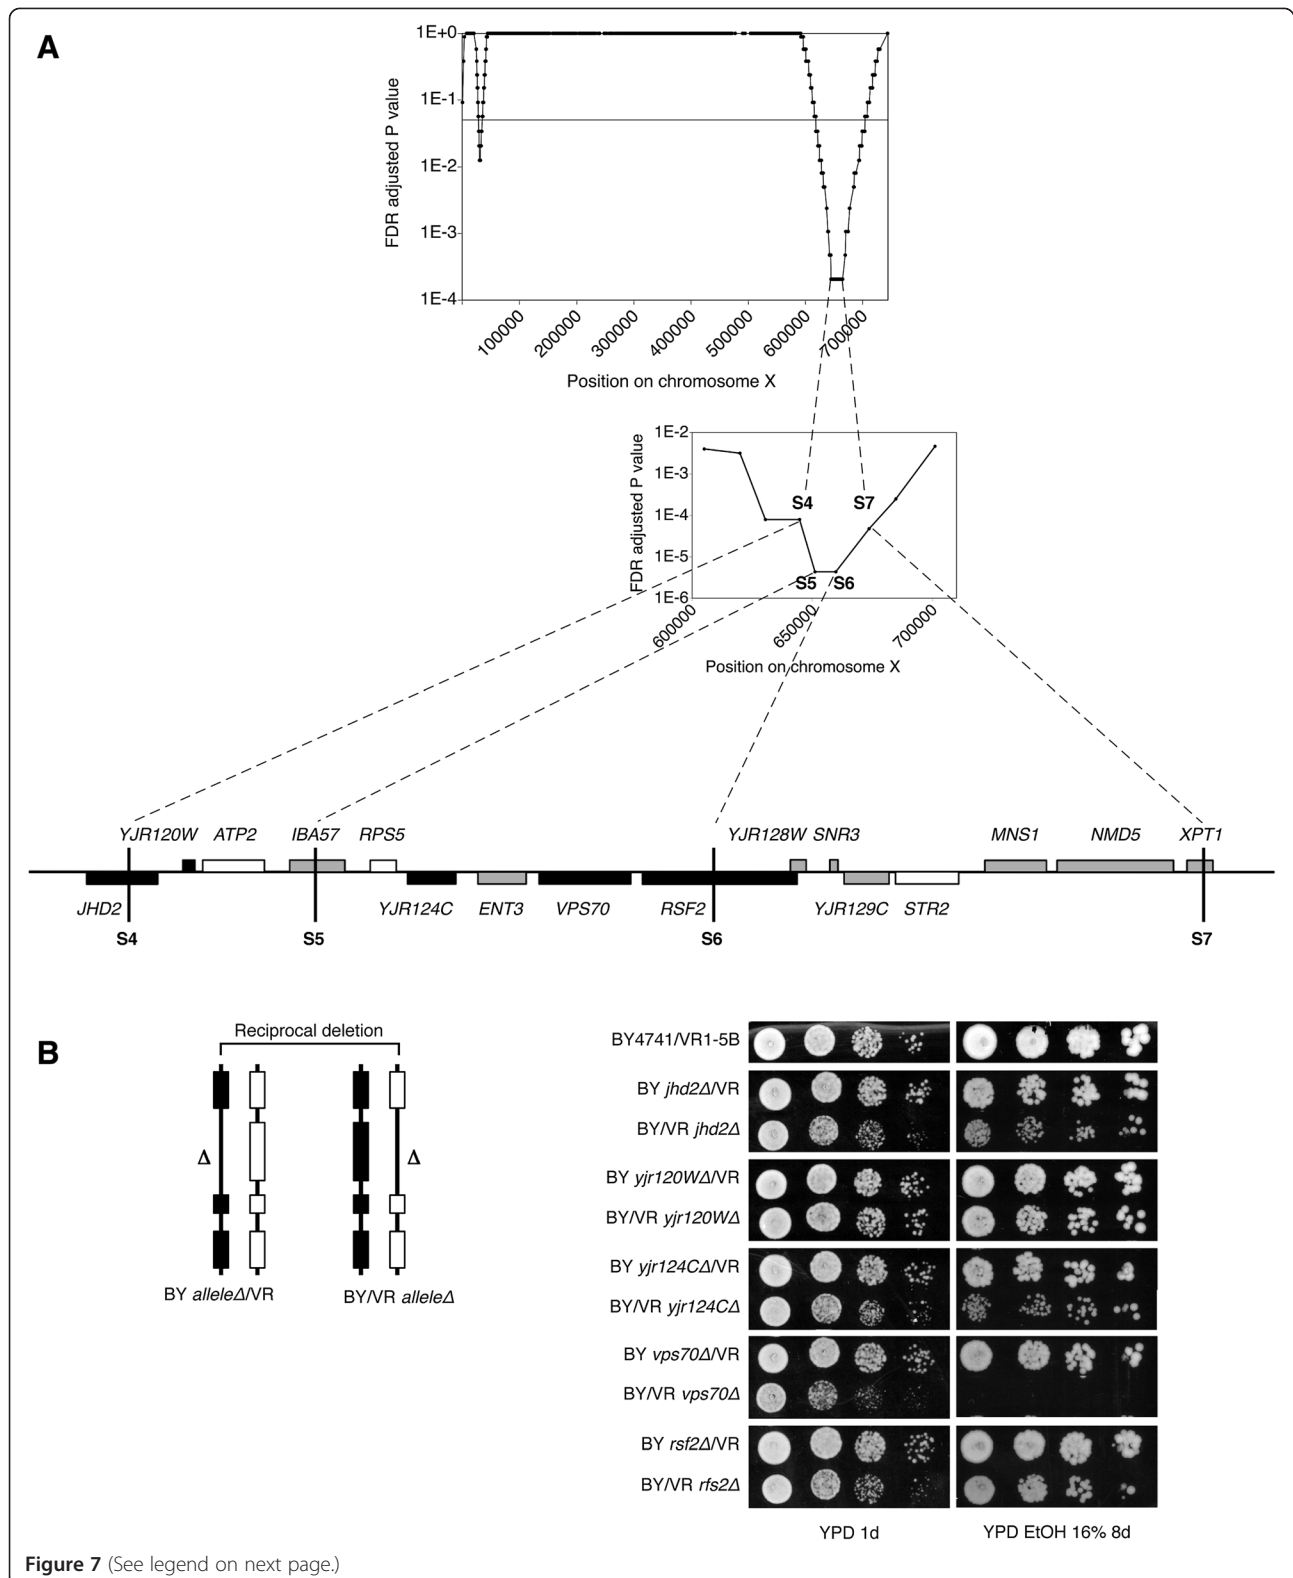 A
1E+0
1E-1
1E-2
1E-3
1E-4
FDR adjusted P value
100000
200000
300000
400000
500000
600000
700000
Position on chromosome X
1E-2
1E-3
1E-4
1E-5
1E-6
FDR adjusted P value
S4
S7
S5
S6
600000
650000
700000
Position on chromosome X
YJR120W ATP2 IBA57 RPS5 YJR128W SNR3 MNS1 NMD5 XPT1
JHD2 YJR124C ENT3 VPS70 RSF2 YJR129C STR2
S4 S5 S6 S7
B
Reciprocal deletion
Δ Δ
BY alleleΔ/VR
BY/VR alleleΔ
BY4741/VR1-5B
BY jhd2Δ/VR
BY/VR jhd2Δ
BY yjr120WΔ/VR
BY/VR yjr120WΔ
BY yjr124CΔ/VR
BY/VR yjr124CΔ
BY vps70Δ/VR
BY/VR vps70Δ
BY rsf2Δ/VR
BY/VR rfs2Δ
YPD 1d
YPD EtOH 16% 8d
Figure 7 (See legend on next page.)